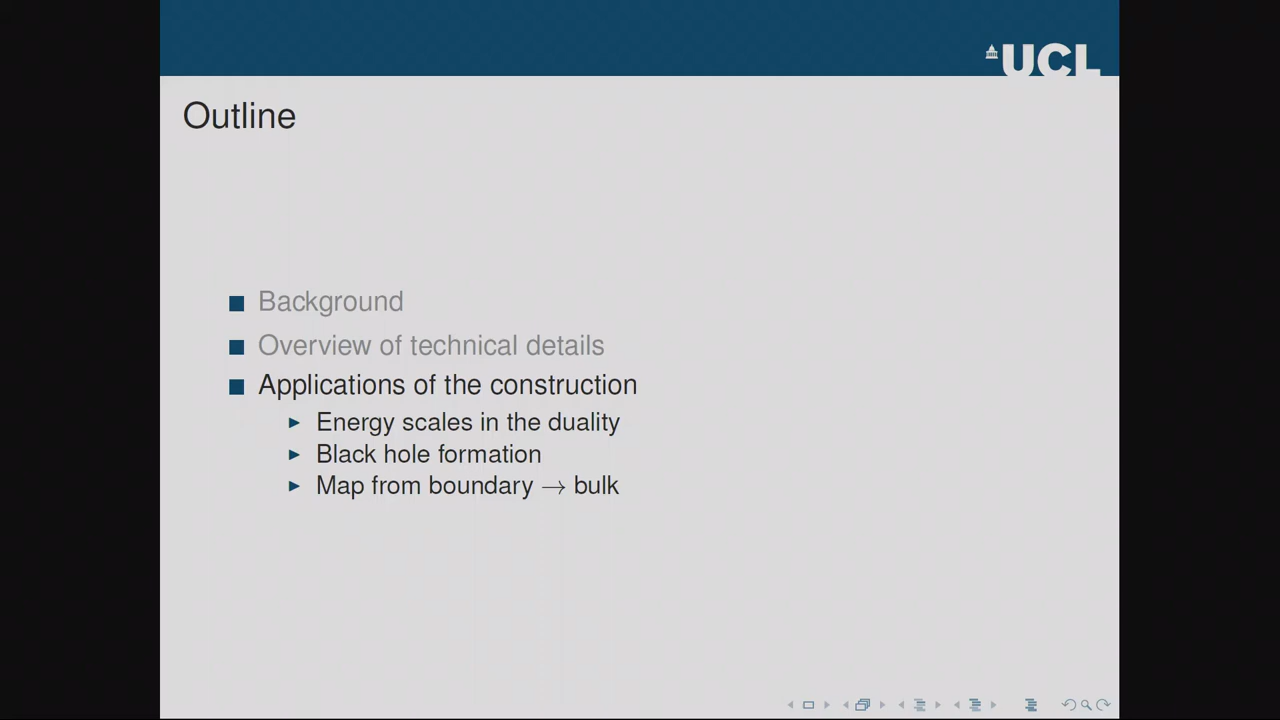 UCL
Outline
Background
Overview of technical details
Applications of the construction
Energy scales in the duality
Black hole formation
Map from boundary → bulk